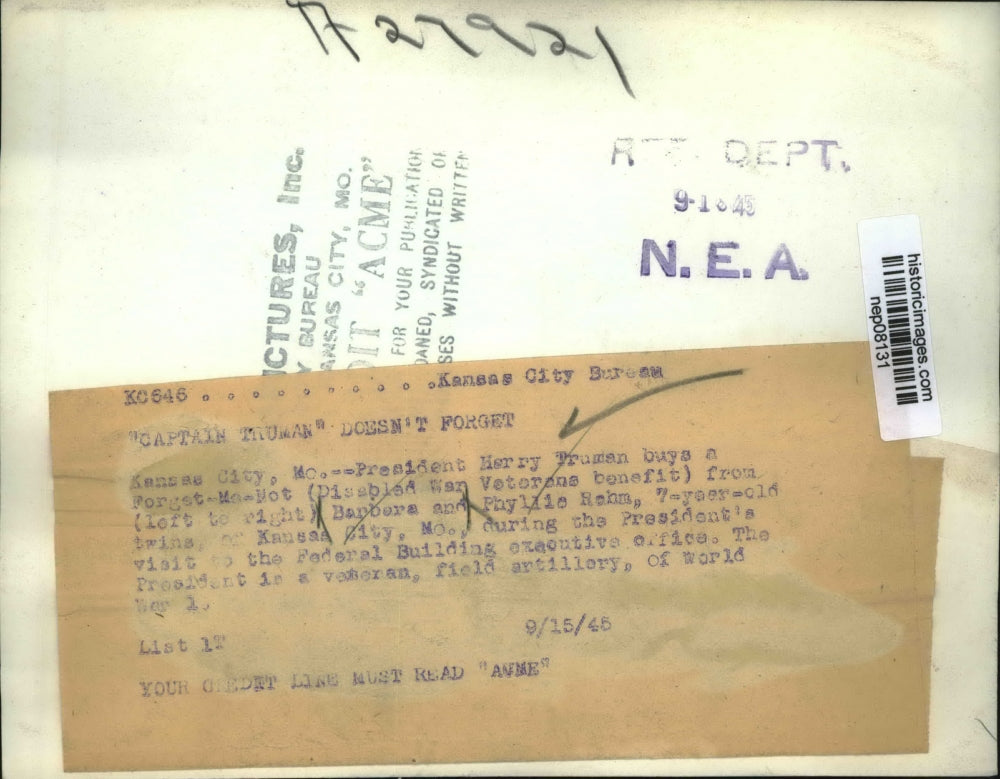 A 27921
CTURES, Inc.
Y BUREAU
ANSAS CITY, MO.
DIT "ACME"
FOR YOUR PUBLICATION
OANED, SYNDICATED OR
SES WITHOUT WRITTEN
DEPT.
N. E. A.
historicimages.com
nep08131
KC646 . . . . . . . . . . .Kansas City Bureau
"CAPTAIN TRUMAN" DOESN'T FORGET
Kansas City, Mo.--President Harry Truman buys a
Forget-Me-Not (Disabled War Veterans benefit) from
(left to right) Barbara and Phyllis Rehm, 7-year-old
twins, of Kansas City, Mo., during the President's
visit to the Federal Building executive office. The
President is a veteran, field artillery, of World
War 1.
List 1T
9/15/45
YOUR CREDIT LINE MUST READ "ACME"